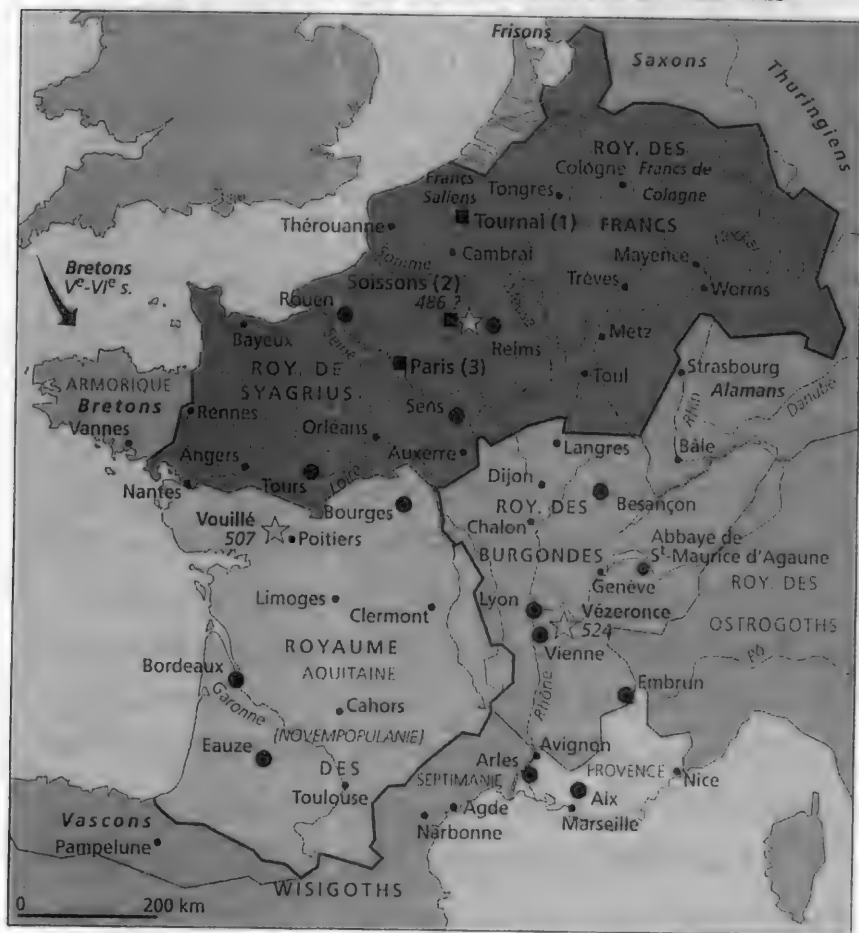 Frisons
Saxons
Thuringiens
ROY. DES
Cologne
Francs de
Cologne
Francs
Saliens
Tongres
Tournai (1)
FRANCS
Thérouanne
Cambrai
Mayence
Neckar
Bretons
Ve-VIe s.
Somme
Soissons (2)
486 ?
Meuse
Trèves
Worms
Rouen
Seine
Reims
Metz
Bayeux
ROY. DE
SYAGRIUS
Paris (3)
Toul
Strasbourg
Alamans
ARMORIQUE
Bretons
Vannes
Rennes
Sens
Rhin
Danube
Orléans
Auxerre
Langres
Bâle
Angers
Nantes
Tours
Loire
Dijon
ROY. DES
Besançon
Bourges
Vouillé
507
Poitiers
Chalon
BURGONDES
Abbaye de
St-Maurice d'Agaune
Genève
ROY. DES
OSTROGOTHS
Limoges
Clermont
Lyon
Vézeronce
524
Vienne
ROYAUME
AQUITAINE
Pô
Bordeaux
Garonne
Rhône
Embrun
Cahors
(NOVEMPOPULANIE)
Eauze
Avignon
DES
Arles
SEPTIMANIE
PROVENCE
Nice
Toulouse
Aix
Agde
Marseille
Narbonne
Vascons
Pampelune
WISIGOTHS
0 200 km